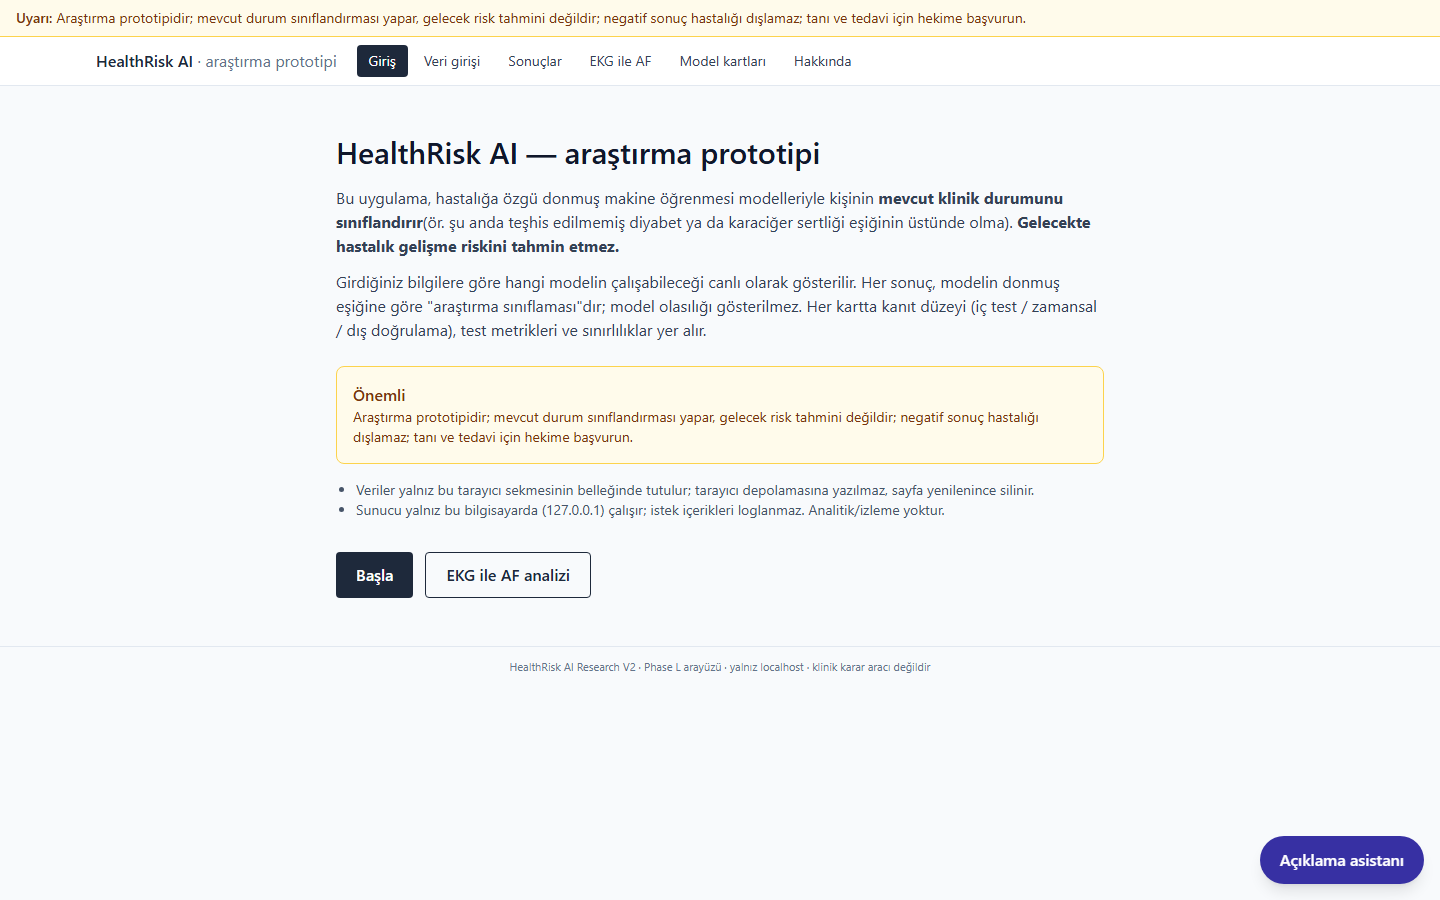 Uyarı: Araştırma prototipidir; mevcut durum sınıflandırması yapar, gelecek risk tahmini değildir; negatif sonuç hastalığı dışlamaz; tanı ve tedavi için hekime başvurun.
HealthRisk AI · araştırma prototipi Giriş Veri girişi Sonuçlar EKG ile AF Model kartları Hakkında
HealthRisk AI — araştırma prototipi
Bu uygulama, hastalığa özgü donmuş makine öğrenmesi modelleriyle kişinin mevcut klinik durumunu
sınıflandırır(ör. şu anda teşhis edilmemiş diyabet ya da karaciğer sertliği eşiğinin üstünde olma). Gelecekte
hastalık gelişme riskini tahmin etmez.
Girdiğiniz bilgilere göre hangi modelin çalışabileceği canlı olarak gösterilir. Her sonuç, modelin donmuş
eşiğine göre "araştırma sınıflaması"dır; model olasılığı gösterilmez. Her kartta kanıt düzeyi (iç test / zamansal
/ dış doğrulama), test metrikleri ve sınırlılıklar yer alır.
Önemli
Araştırma prototipidir; mevcut durum sınıflandırması yapar, gelecek risk tahmini değildir; negatif sonuç hastalığı
dışlamaz; tanı ve tedavi için hekime başvurun.
• Veriler yalnız bu tarayıcı sekmesinin belleğinde tutulur; tarayıcı depolamasına yazılmaz, sayfa yenilenince silinir.
• Sunucu yalnız bu bilgisayarda (127.0.0.1) çalışır; istek içerikleri loglanmaz. Analitik/izleme yoktur.
Başla EKG ile AF analizi
HealthRisk AI Research V2 · Phase L arayüzü · yalnız localhost · klinik karar aracı değildir
Açıklama asistanı